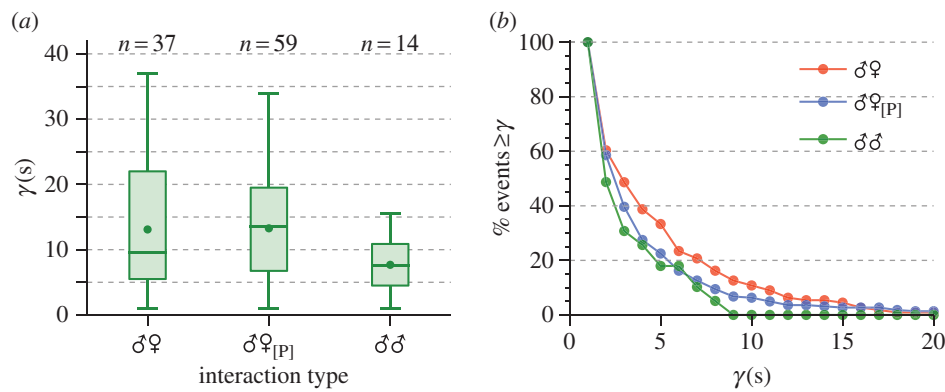 (a)
n = 37 n = 59 n = 14
40
30
20
10
0
γ(s)
♂♀ ♂♀[P] ♂♂
interaction type
(b)
100
80
60
40
20
0
% events ≥ γ
♂♀
♂♀[P]
♂♂
0 5 10 15 20
γ(s)